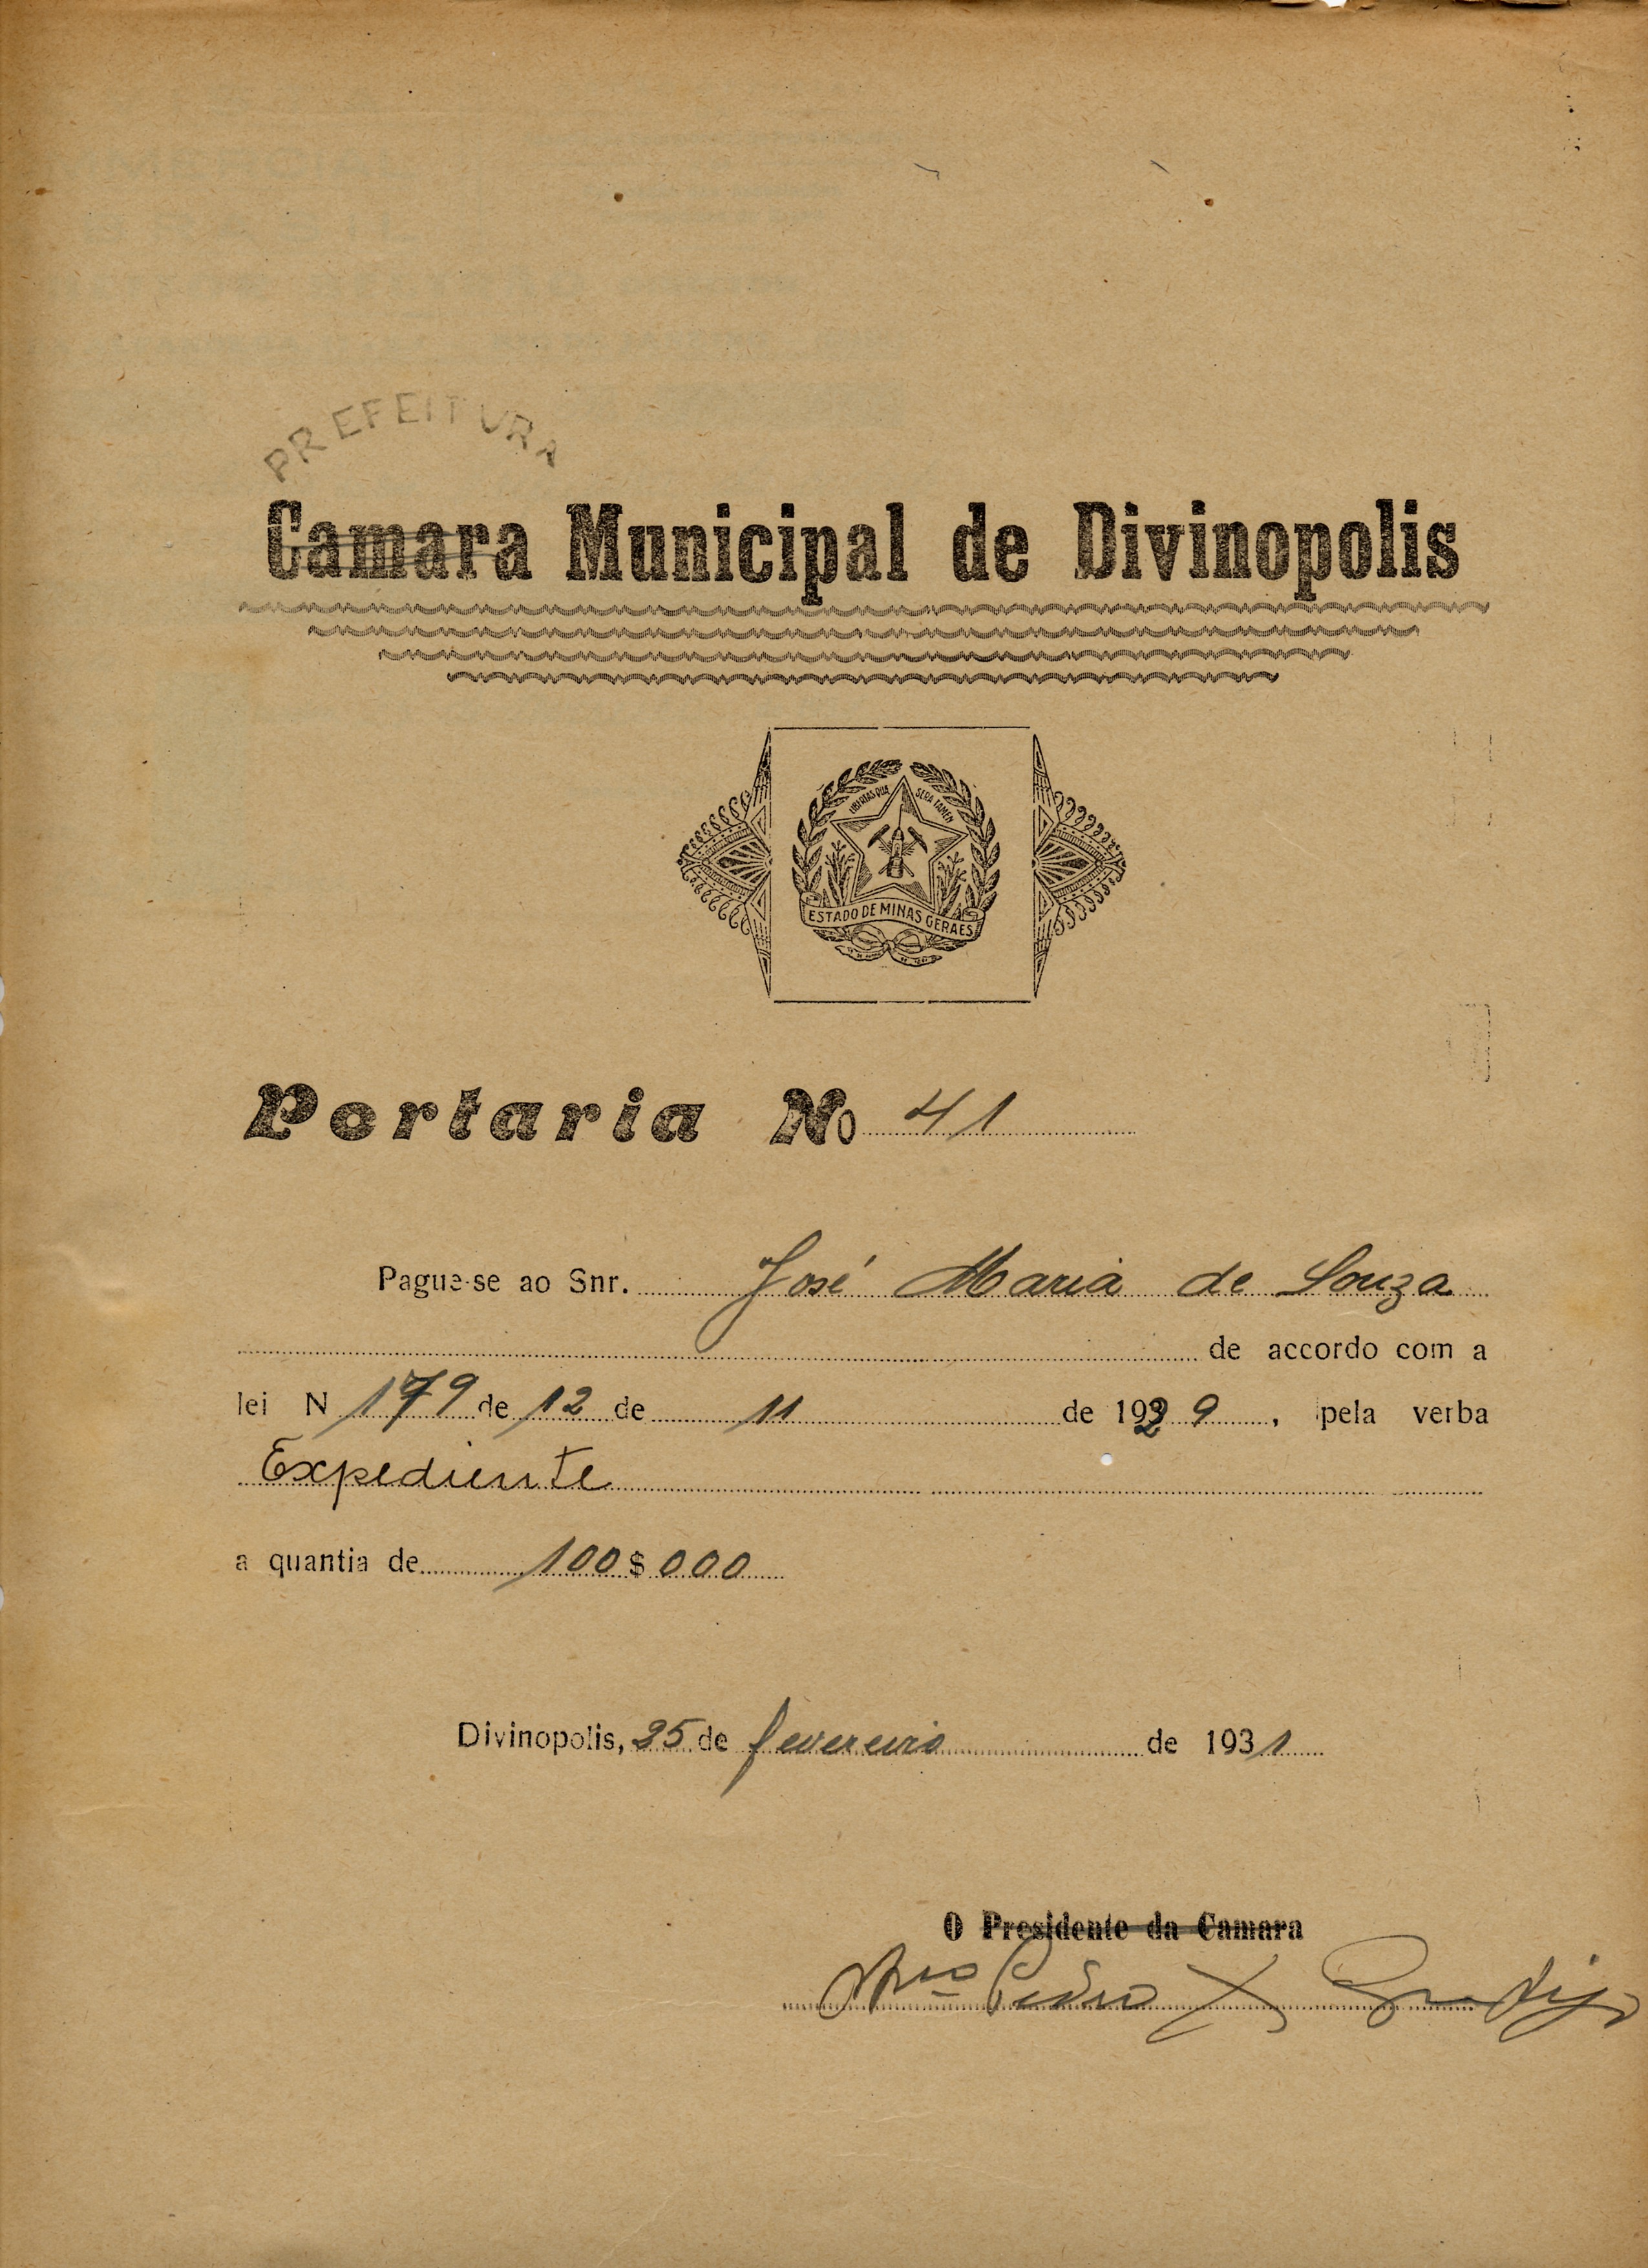 PREFEITURA
Camara Municipal de Divinopolis
LIBERTAS QUÆ SERA TAMEN
ESTADO DE MINAS GERAES
Portaria No 41
Pague-se ao Snr. José Maria de Souza
de accordo com a
lei N 179 de 12 de 11 de 1929, pela verba
Expediente
a quantia de 100$000
Divinopolis, 25 de fevereiro de 1931
O Presidente da Camara
Pedro X